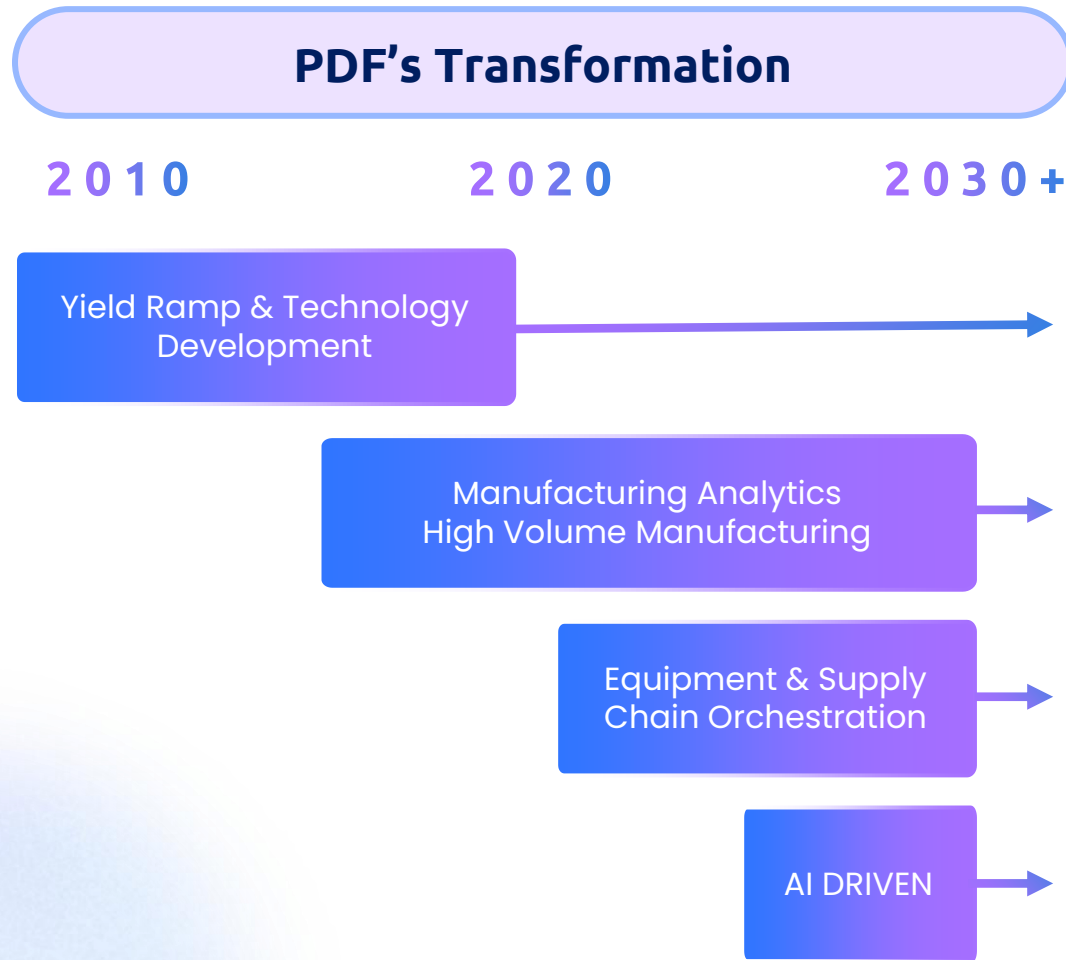 PDF’s Transformation
2010 2020 2030+
Yield Ramp & Technology
Development
Manufacturing Analytics
High Volume Manufacturing
Equipment & Supply
Chain Orchestration
AI DRIVEN